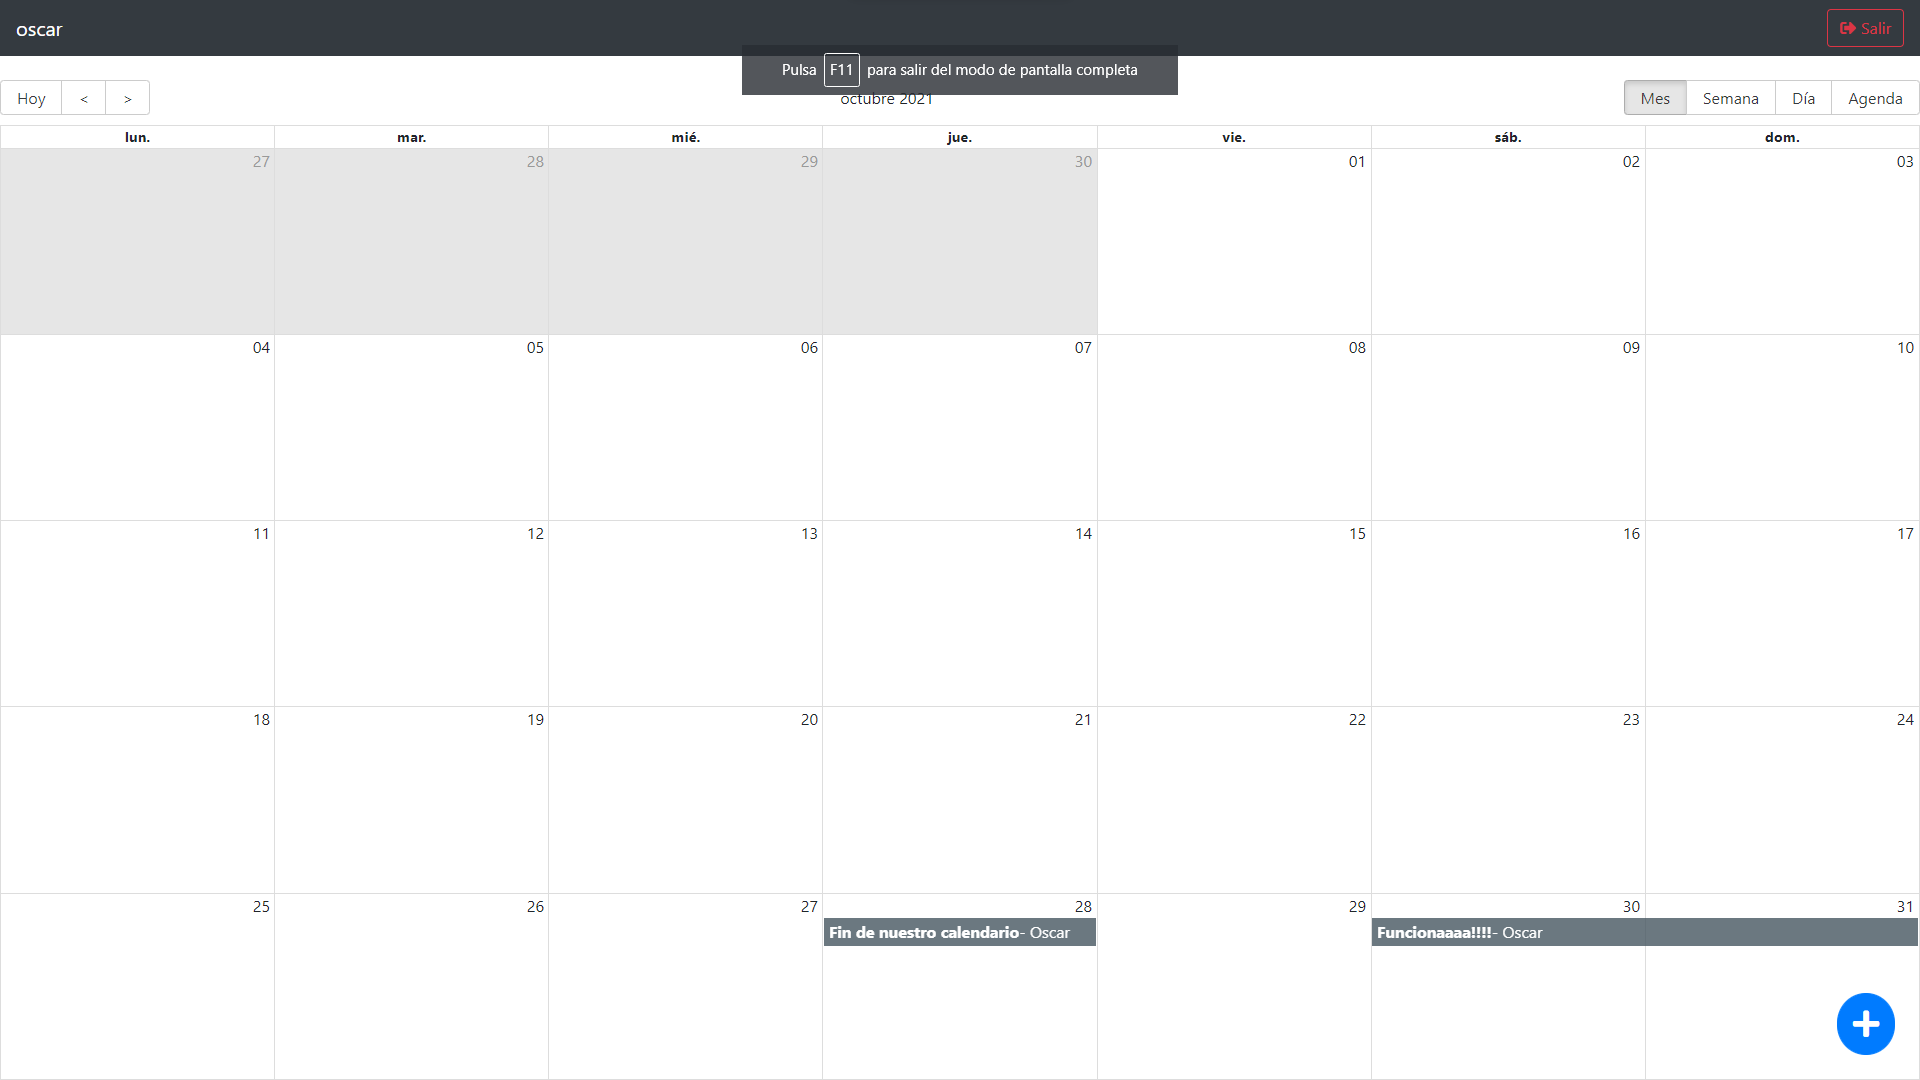 oscar
Salir
Pulsa F11 para salir del modo de pantalla completa
Hoy < >
octubre 2021
Mes Semana Día Agenda
lun. mar. mié. jue. vie. sáb. dom.
27 28 29 30 01 02 03
04 05 06 07 08 09 10
11 12 13 14 15 16 17
18 19 20 21 22 23 24
25 26 27 28 29 30 31
Fin de nuestro calendario- Oscar
Funcionaaaa!!!!- Oscar